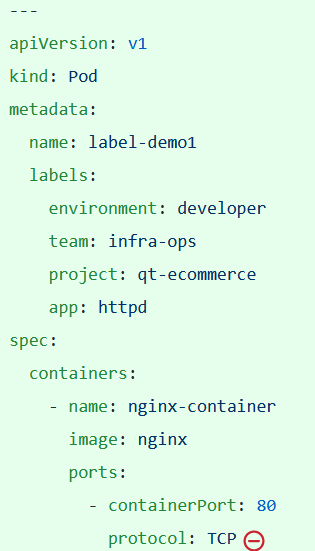 ---
apiVersion: v1
kind: Pod
metadata:
  name: label-demo1
  labels:
    environment: developer
    team: infra-ops
    project: qt-ecommerce
    app: httpd
spec:
  containers:
    - name: nginx-container
      image: nginx
      ports:
        - containerPort: 80
          protocol: TCP